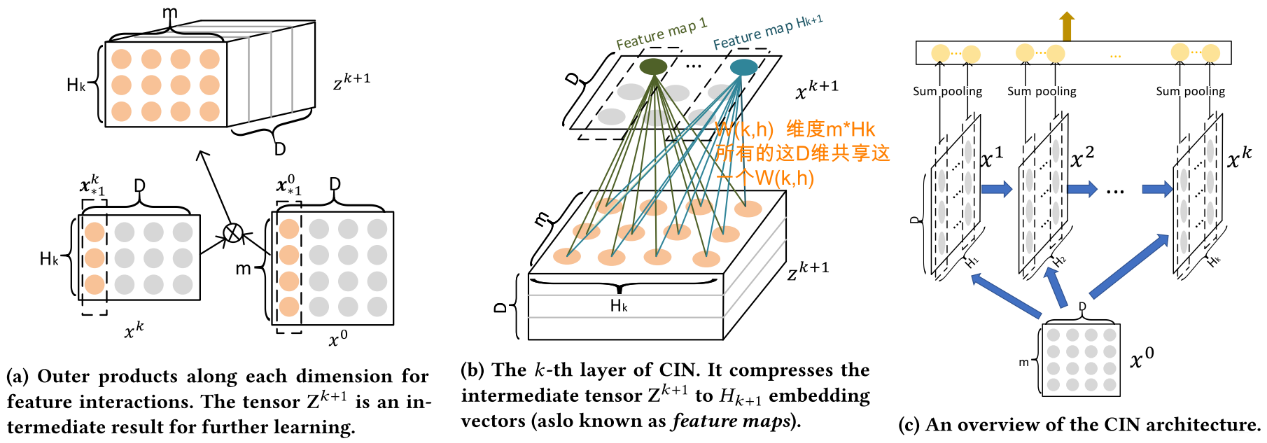 m
H_k
z^{k+1}
D
x^k_{*1}
D
x^0_{*1}
D
H_k
m
x^k
x^0
(a) Outer products along each dimension for
feature interactions. The tensor Z^{k+1} is an in-
termediate result for further learning.
Feature map 1
...
Feature map H_{k+1}
D
x^{k+1}
W(k,h) 维度m*Hk
所有的这D维共享这
一个W(k,h)
m
H_k
D
z^{k+1}
(b) The k-th layer of CIN. It compresses the
intermediate tensor Z^{k+1} to H_{k+1} embedding
vectors (aslo known as feature maps).
... ... ... ...
Sum pooling Sum pooling Sum pooling
x^1 x^2 x^k
...
D
H_1 H_2 H_k
D
m
x^0
(c) An overview of the CIN architecture.